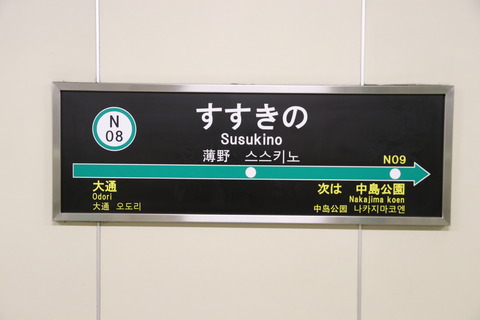 N
08
すすきの
Susukino
薄野 스스키노
N09
大通
Odori
大通 오도리
次は 中島公園
Nakajima koen
中島公園 나카지마코엔